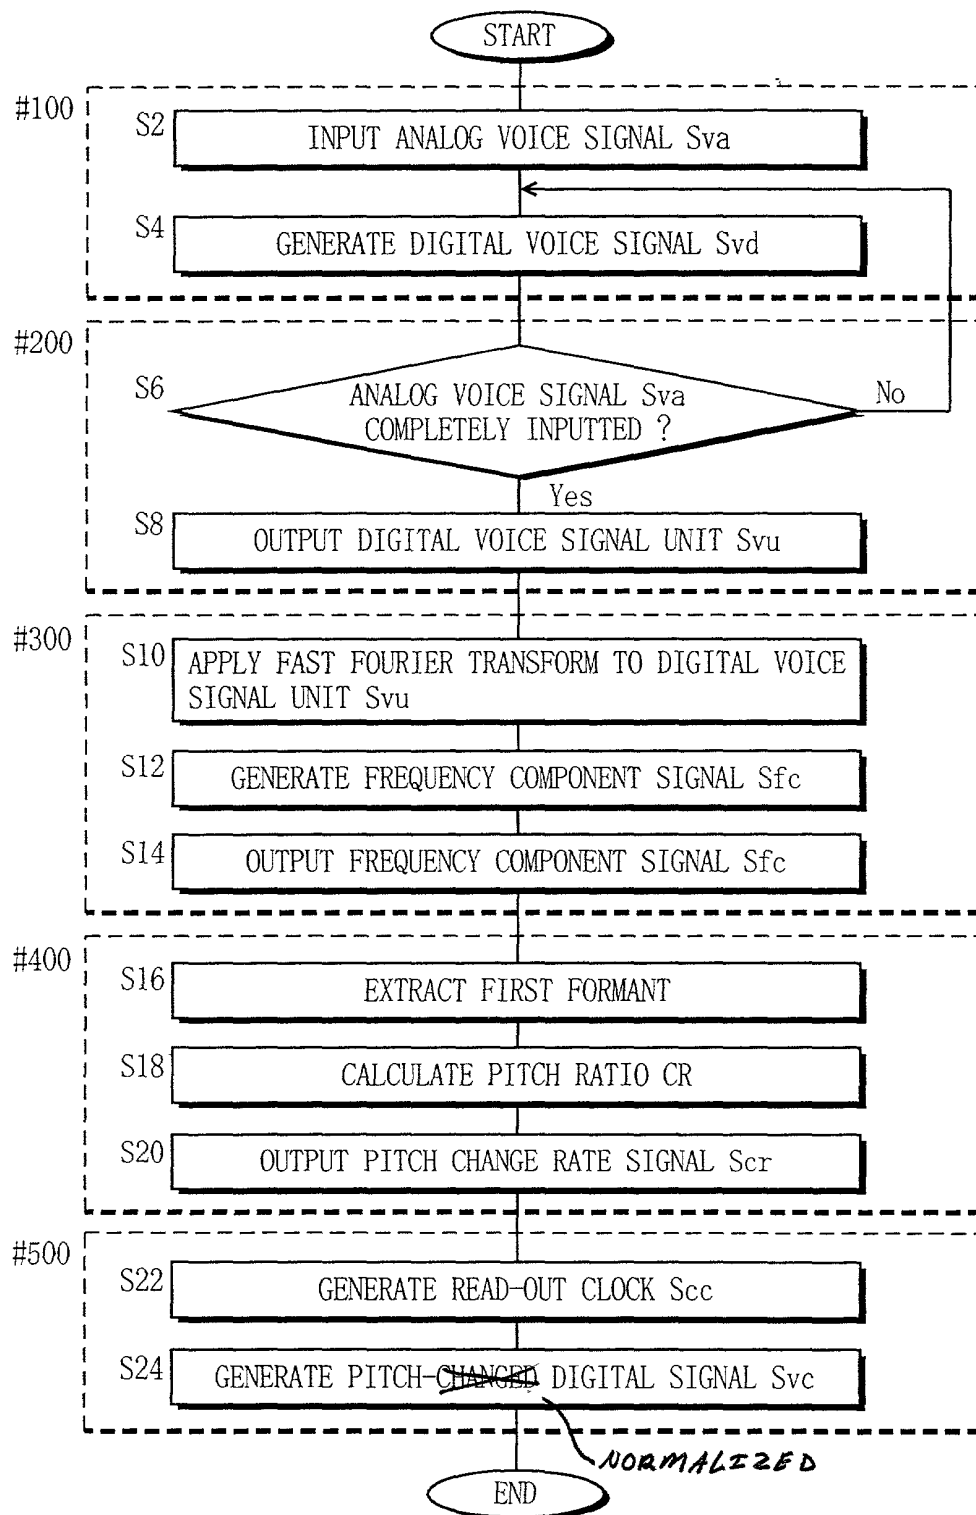 START
#100
S2
INPUT ANALOG VOICE SIGNAL Sva
S4
GENERATE DIGITAL VOICE SIGNAL Svd
#200
S6
ANALOG VOICE SIGNAL Sva
COMPLETELY INPUTTED ?
No
Yes
S8
OUTPUT DIGITAL VOICE SIGNAL UNIT Svu
#300
S10
APPLY FAST FOURIER TRANSFORM TO DIGITAL VOICE
SIGNAL UNIT Svu
S12
GENERATE FREQUENCY COMPONENT SIGNAL Sfc
S14
OUTPUT FREQUENCY COMPONENT SIGNAL Sfc
#400
S16
EXTRACT FIRST FORMANT
S18
CALCULATE PITCH RATIO CR
S20
OUTPUT PITCH CHANGE RATE SIGNAL Scr
#500
S22
GENERATE READ-OUT CLOCK Scc
S24
GENERATE PITCH-CHANGED DIGITAL SIGNAL Svc
NORMALIZED
END